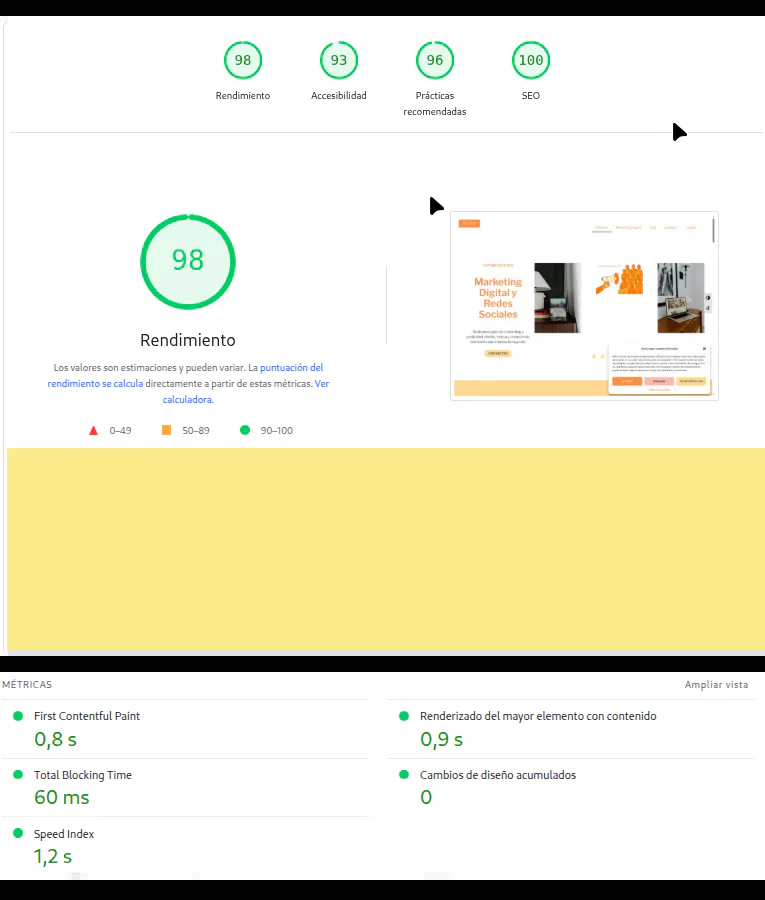 98
93
96
100
Rendimiento
Accesibilidad
Prácticas
recomendadas
SEO
98
Rendimiento
Los valores son estimaciones y pueden variar. La puntuación del
rendimiento se calcula directamente a partir de estas métricas. Ver
calculadora.
0–49
50–89
90–100
Marketing
Digital y
Redes
Sociales
MÉTRICAS
Ampliar vista
First Contentful Paint
0,8 s
Renderizado del mayor elemento con contenido
0,9 s
Total Blocking Time
60 ms
Cambios de diseño acumulados
0
Speed Index
1,2 s